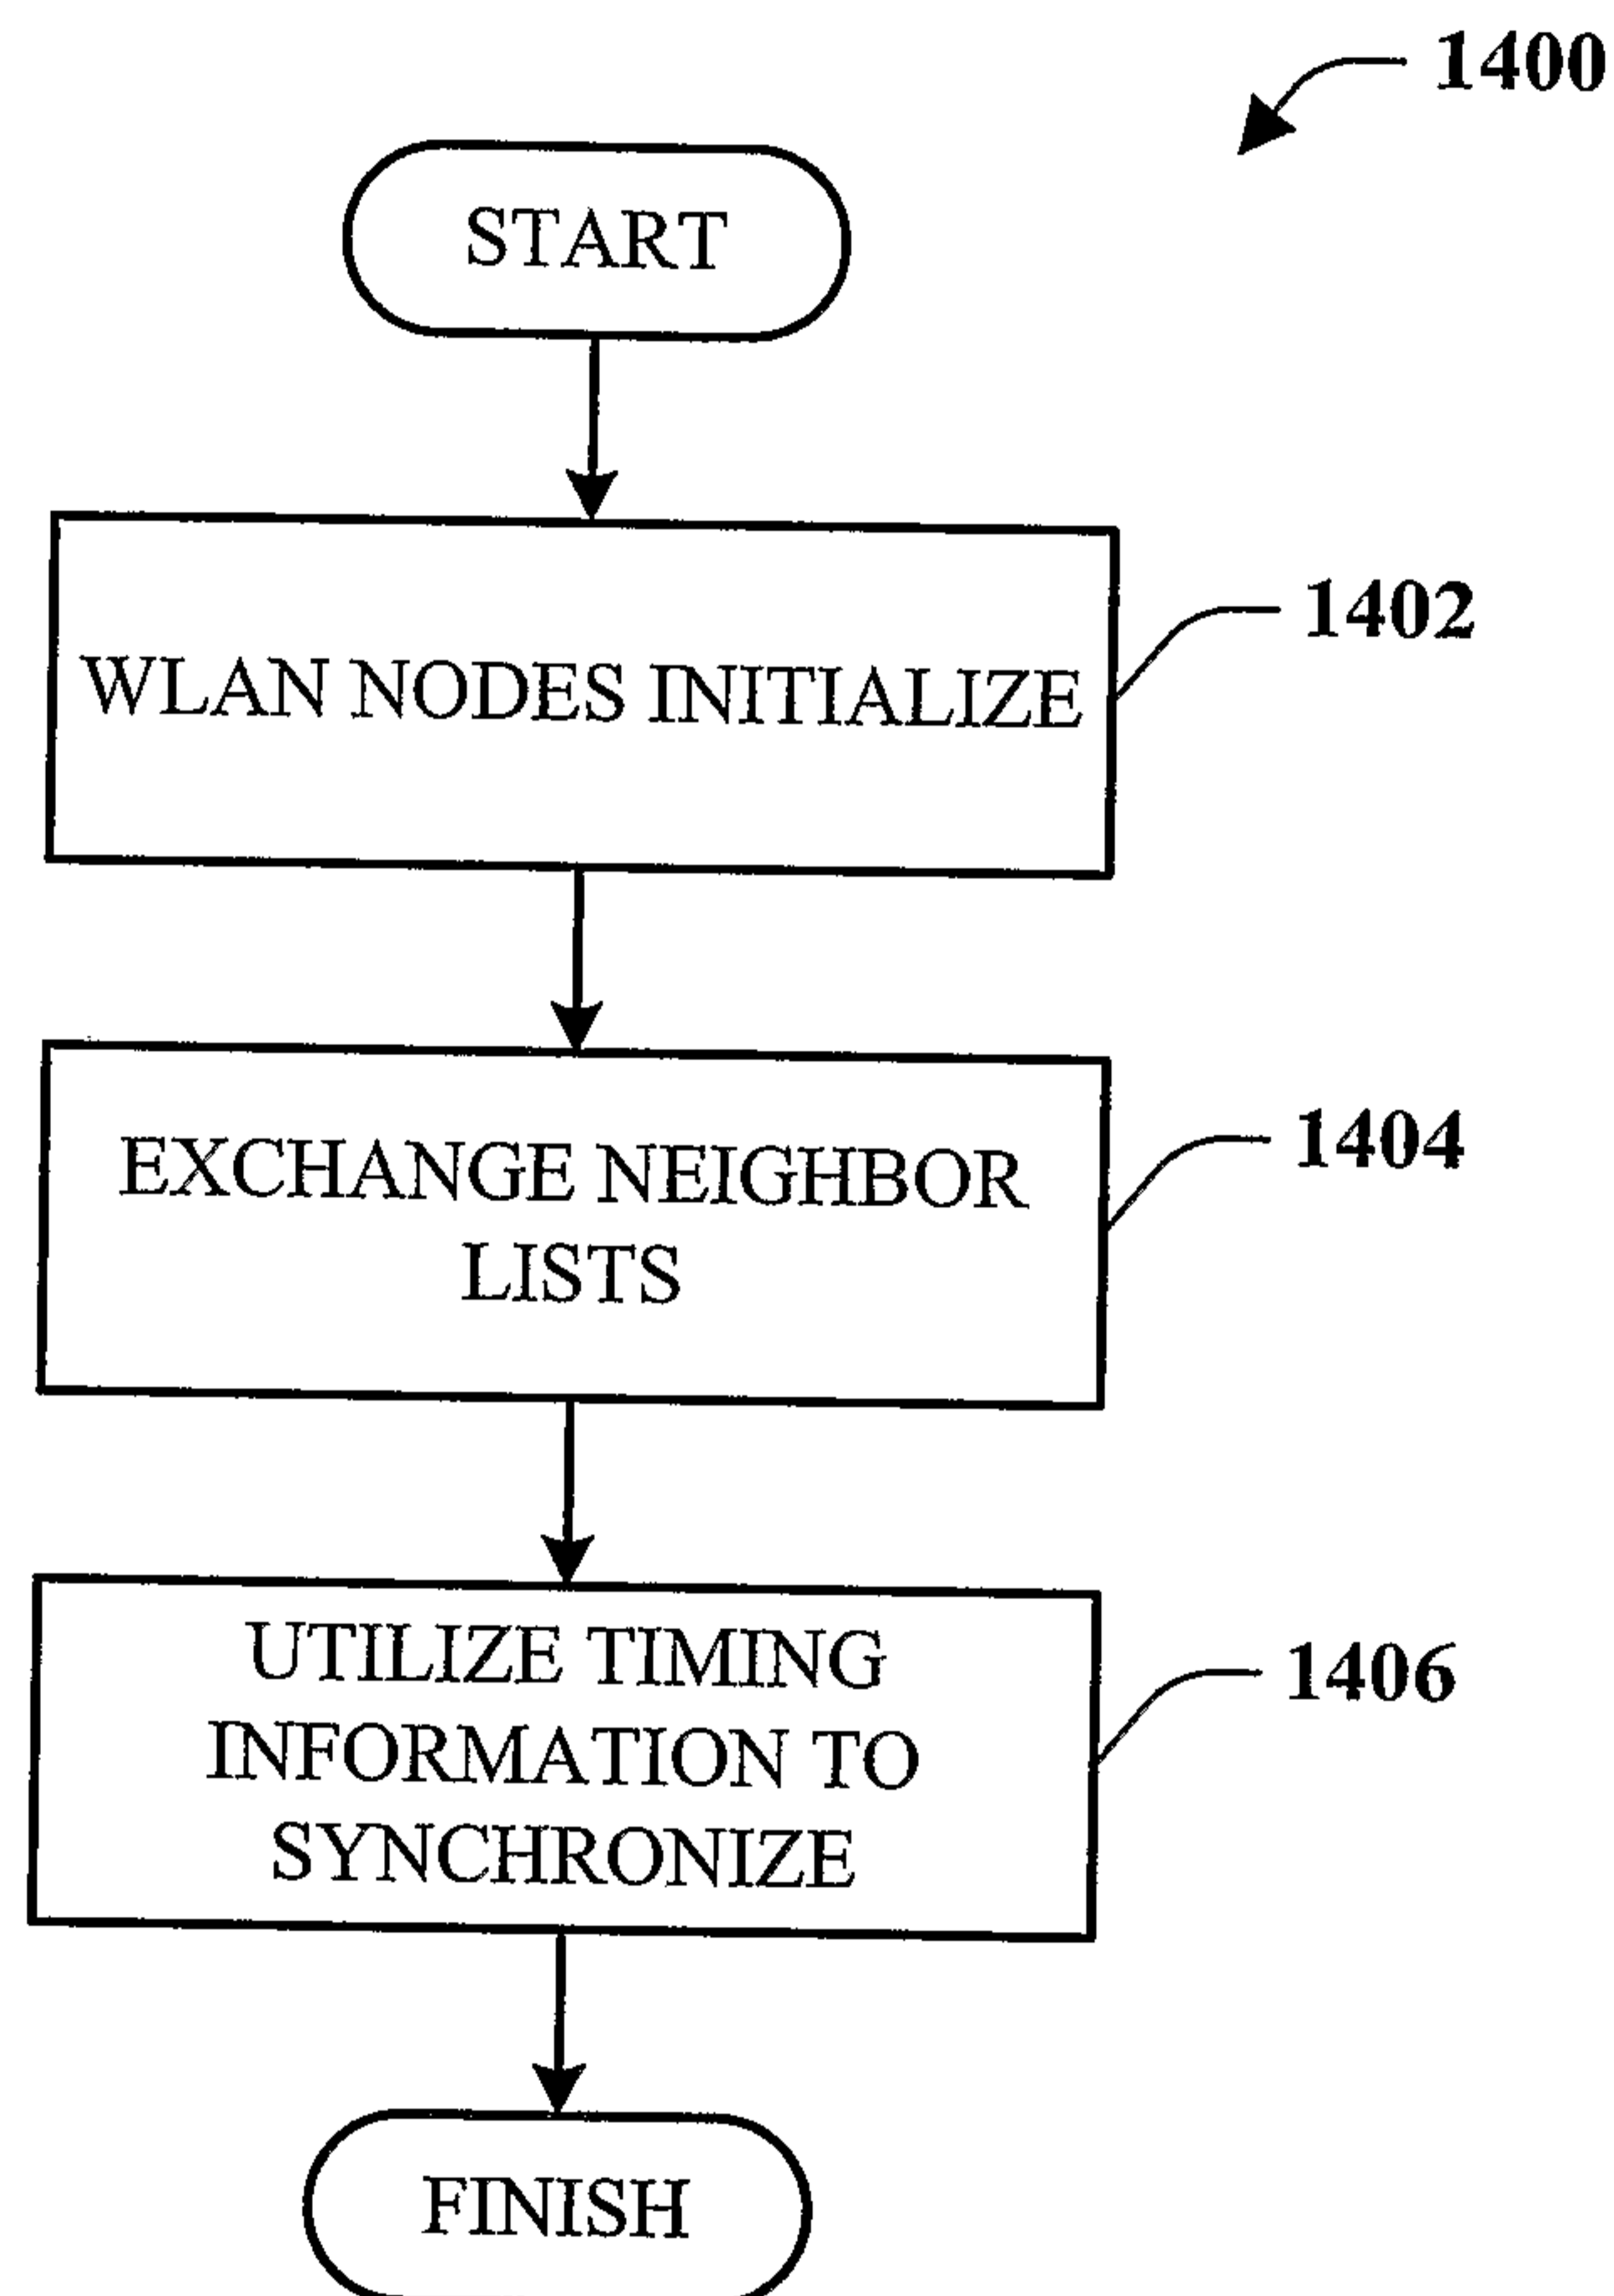 1400
START
WLAN NODES INITIALIZE
1402
EXCHANGE NEIGHBOR
LISTS
1404
UTILIZE TIMING
INFORMATION TO
SYNCHRONIZE
1406
FINISH